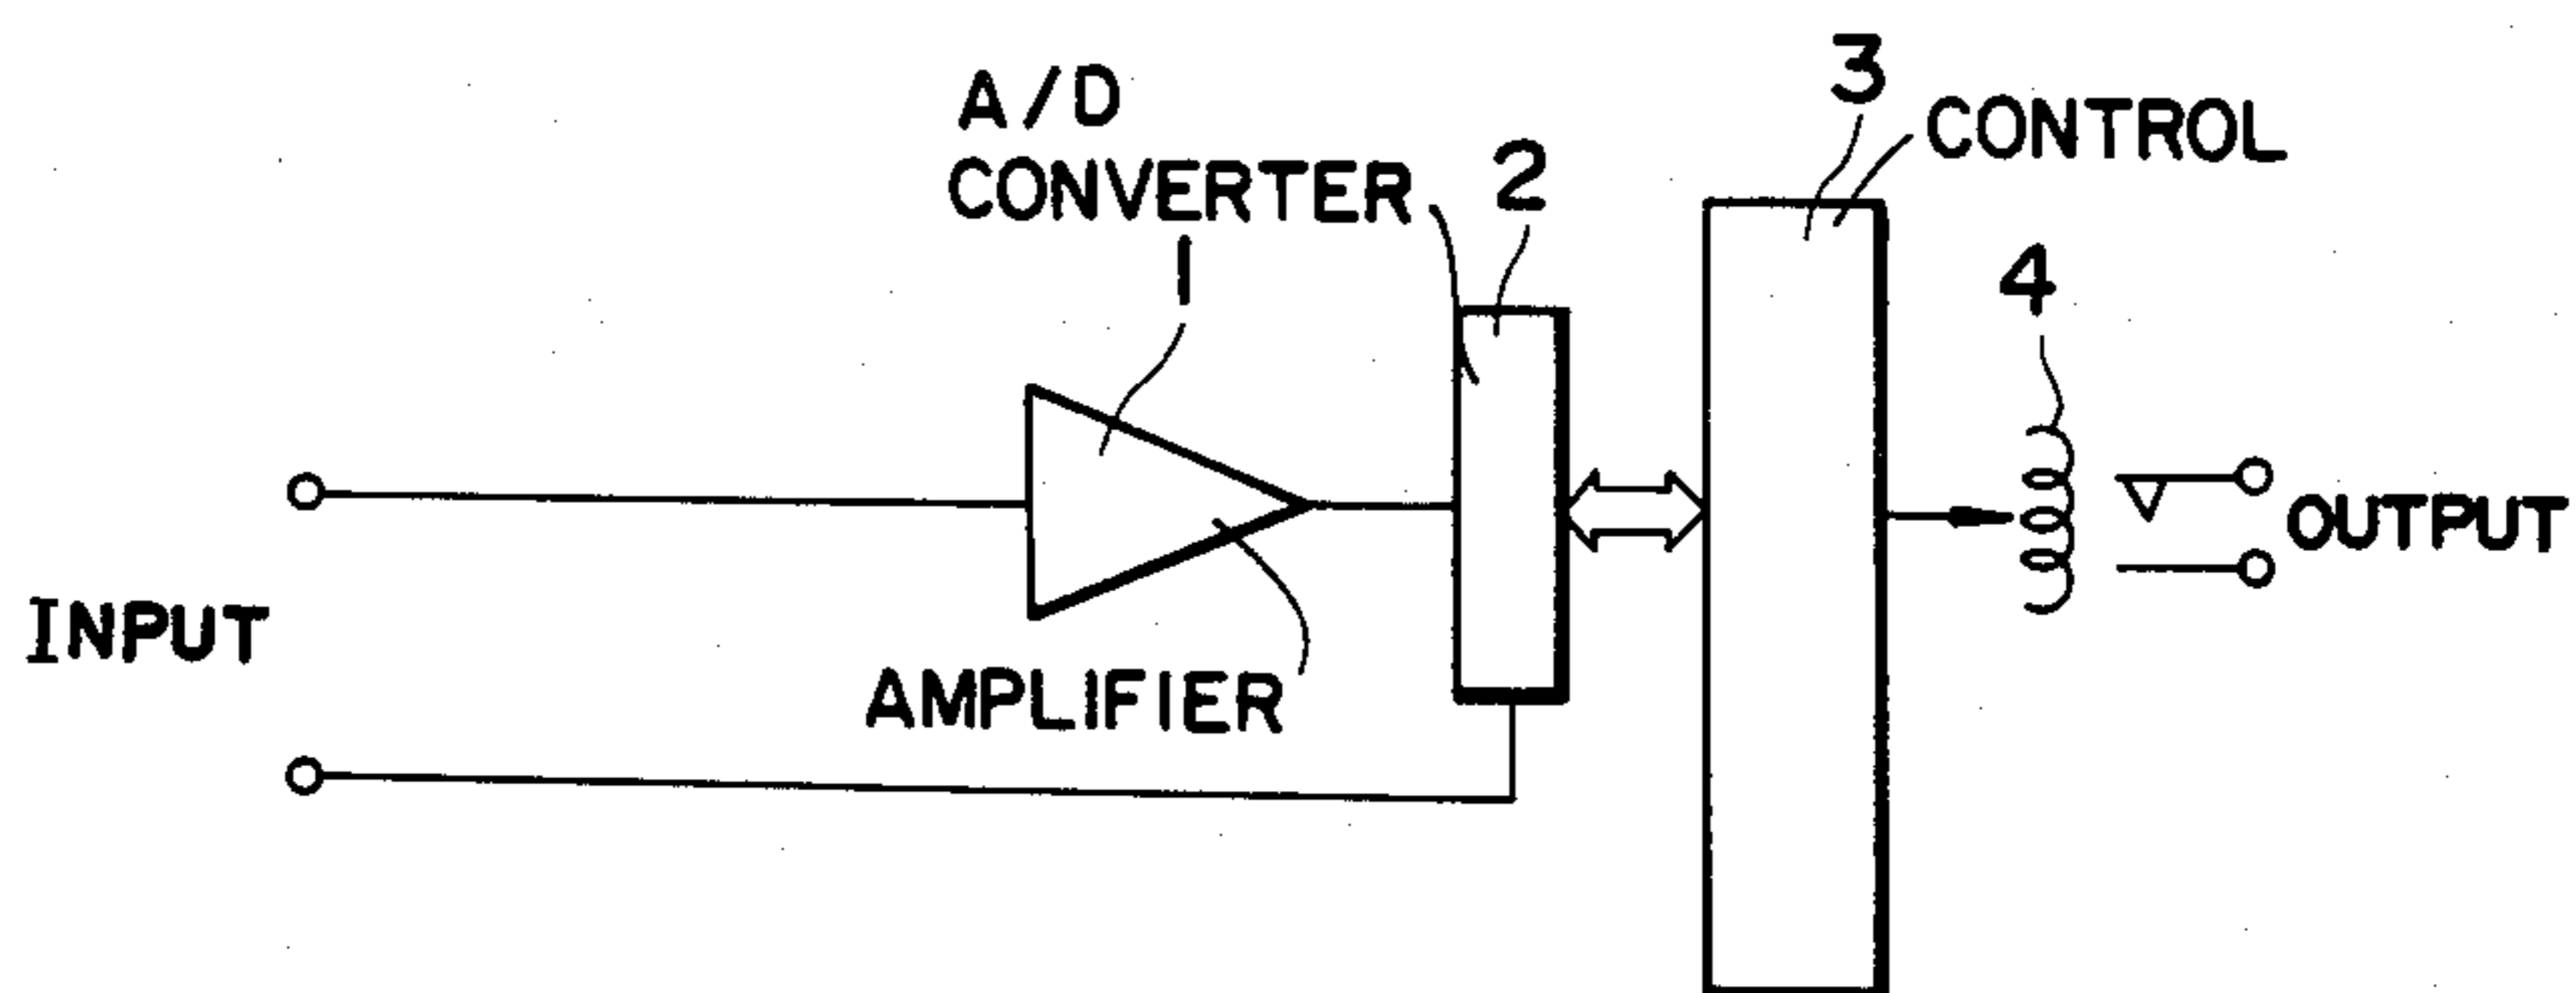 A/D
CONVERTER
1
2
3
CONTROL
4
INPUT
AMPLIFIER
OUTPUT